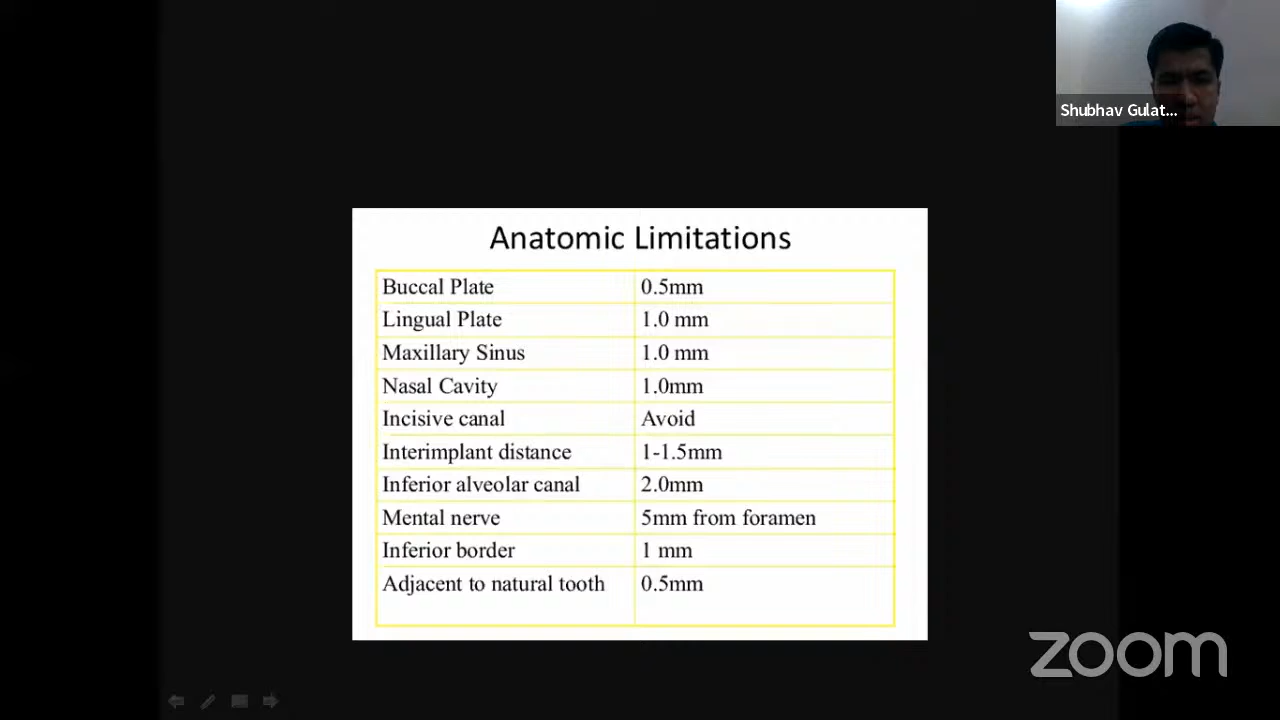 Shubhav Gulat...
Anatomic Limitations
Buccal Plate 0.5mm
Lingual Plate 1.0 mm
Maxillary Sinus 1.0 mm
Nasal Cavity 1.0mm
Incisive canal Avoid
Interimplant distance 1-1.5mm
Inferior alveolar canal 2.0mm
Mental nerve 5mm from foramen
Inferior border 1 mm
Adjacent to natural tooth 0.5mm
zoom